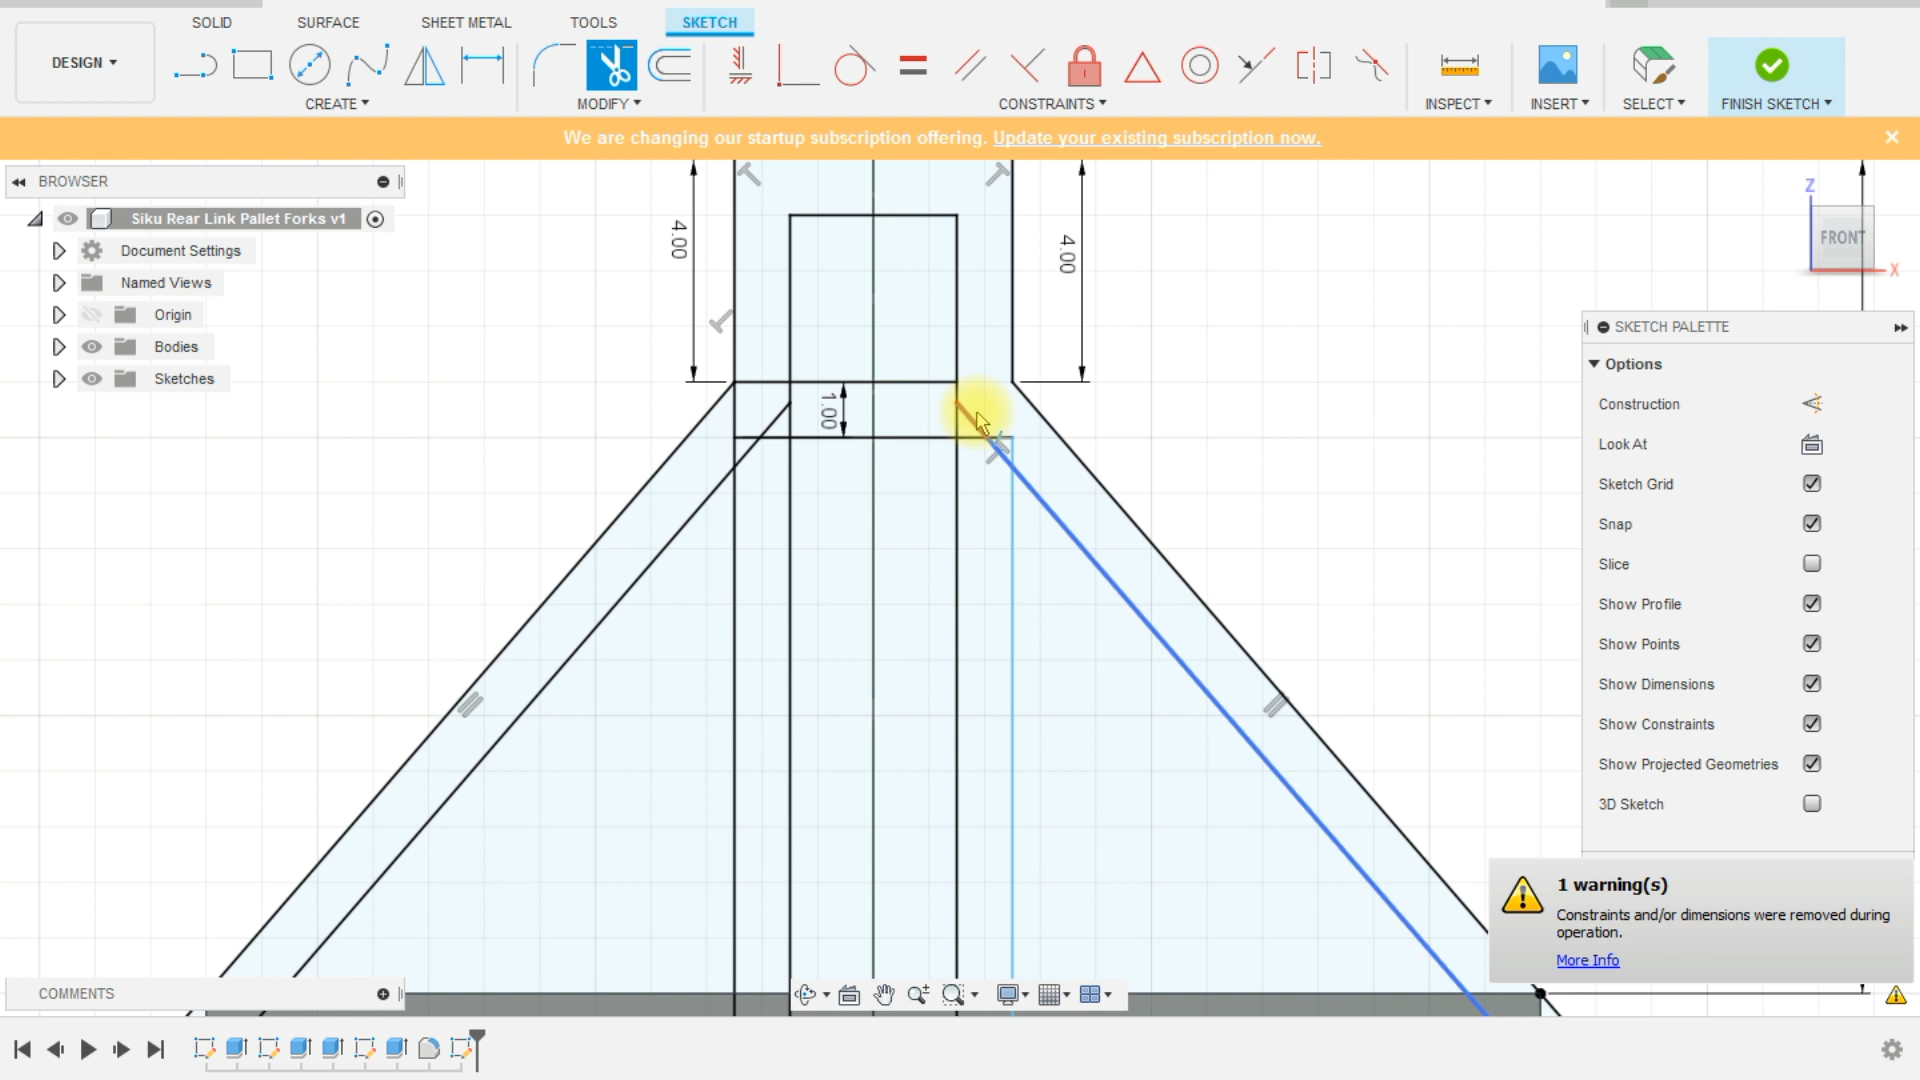 SOLID SURFACE SHEET METAL TOOLS SKETCH
DESIGN
CREATE MODIFY CONSTRAINTS INSPECT INSERT SELECT FINISH SKETCH
We are changing our startup subscription offering. Update your existing subscription now.
BROWSER
Siku Rear Link Pallet Forks v1
Document Settings
Named Views
Origin
Bodies
Sketches
4.00
4.00
1.00
Z
FRONT
X
SKETCH PALETTE
Options
Construction
Look At
Sketch Grid
Snap
Slice
Show Profile
Show Points
Show Dimensions
Show Constraints
Show Projected Geometries
3D Sketch
1 warning(s)
Constraints and/or dimensions were removed during
operation.
More Info
COMMENTS